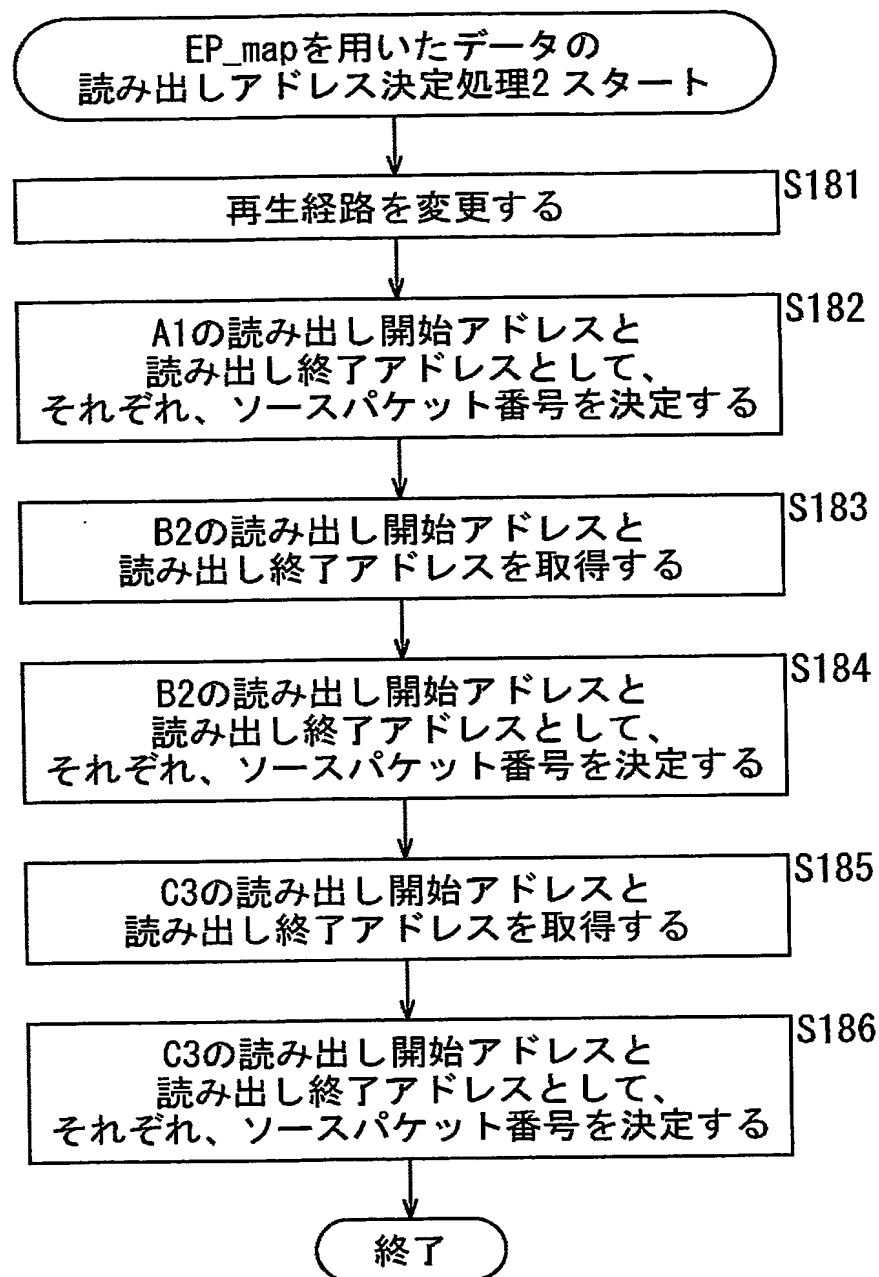 EP_mapを用いたデータの
読み出しアドレス決定処理2 スタート
再生経路を変更する
S181
A1の読み出し開始アドレスと
読み出し終了アドレスとして、
それぞれ、ソースパケット番号を決定する
S182
B2の読み出し開始アドレスと
読み出し終了アドレスを取得する
S183
B2の読み出し開始アドレスと
読み出し終了アドレスとして、
それぞれ、ソースパケット番号を決定する
S184
C3の読み出し開始アドレスと
読み出し終了アドレスを取得する
S185
C3の読み出し開始アドレスと
読み出し終了アドレスとして、
それぞれ、ソースパケット番号を決定する
S186
終了